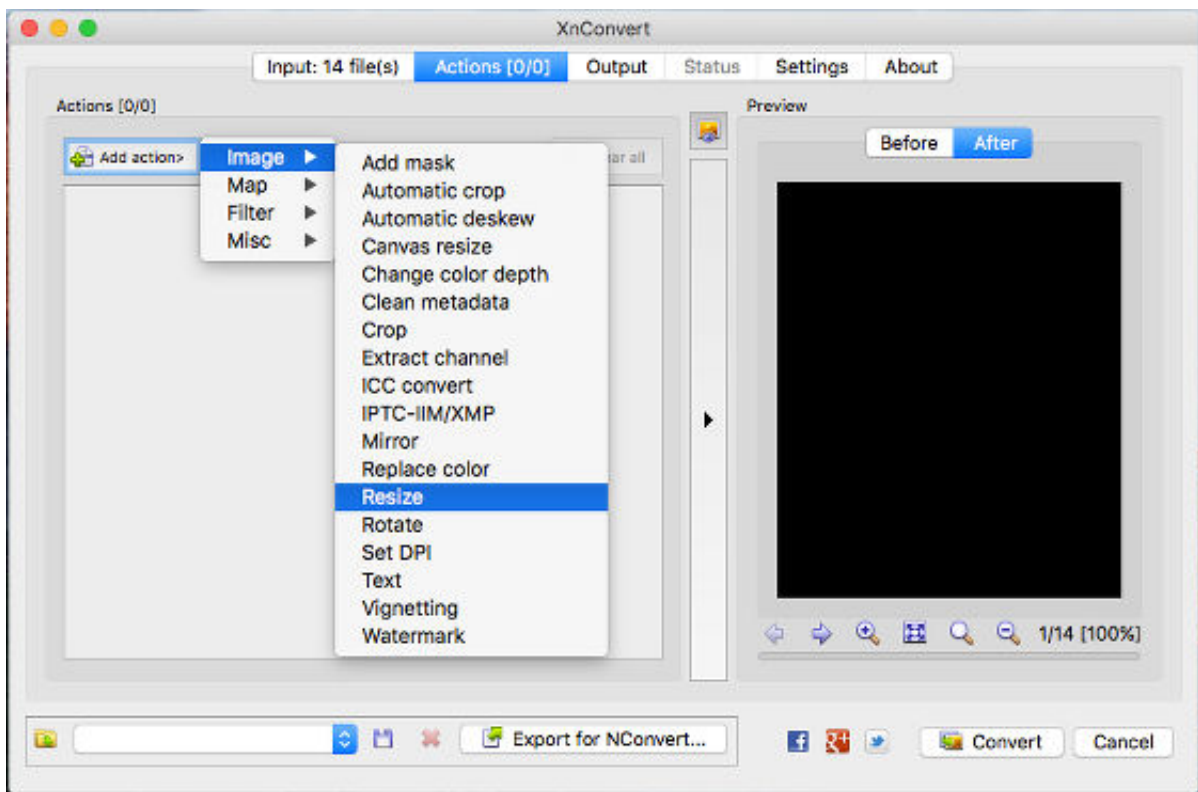 XnConvert
Input: 14 file(s) Actions [0/0] Output Status Settings About
Actions [0/0]
Add action>
Image
Map
Filter
Misc
Add mask
Automatic crop
Automatic deskew
Canvas resize
Change color depth
Clean metadata
Crop
Extract channel
ICC convert
IPTC-IIM/XMP
Mirror
Replace color
Resize
Rotate
Set DPI
Text
Vignetting
Watermark
all
Preview
Before After
1/14 [100%]
Export for NConvert...
Convert Cancel